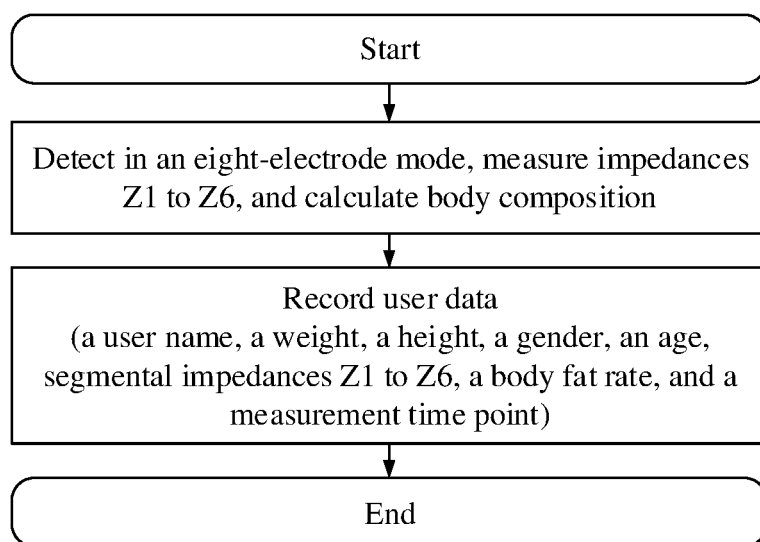 Start
Detect in an eight-electrode mode, measure impedances
Z1 to Z6, and calculate body composition
Record user data
(a user name, a weight, a height, a gender, an age,
segmental impedances Z1 to Z6, a body fat rate, and a
measurement time point)
End